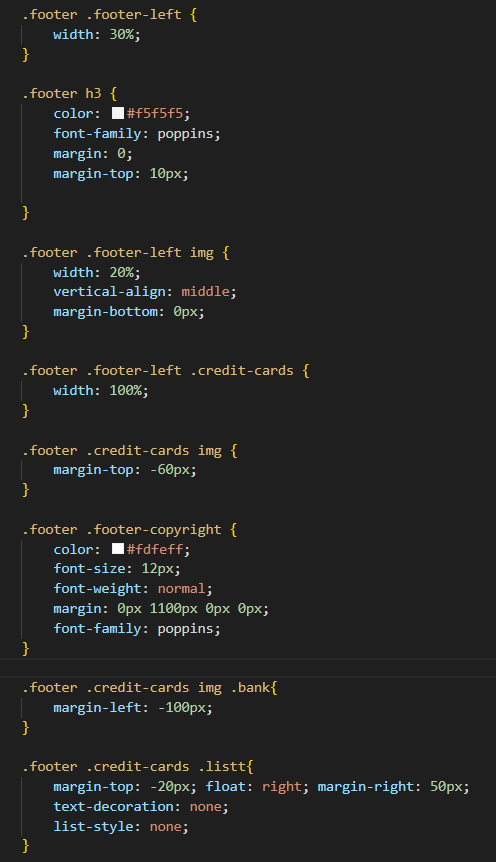 .footer .footer-left {
    width: 30%;
}

.footer h3 {
    color: #f5f5f5;
    font-family: poppins;
    margin: 0;
    margin-top: 10px;

}

.footer .footer-left img {
    width: 20%;
    vertical-align: middle;
    margin-bottom: 0px;
}

.footer .footer-left .credit-cards {
    width: 100%;
}

.footer .credit-cards img {
    margin-top: -60px;
}

.footer .footer-copyright {
    color: #fdfeff;
    font-size: 12px;
    font-weight: normal;
    margin: 0px 1100px 0px 0px;
    font-family: poppins;
}

.footer .credit-cards img .bank{
    margin-left: -100px;
}

.footer .credit-cards .listt{
    margin-top: -20px; float: right; margin-right: 50px;
    text-decoration: none;
    list-style: none;
}